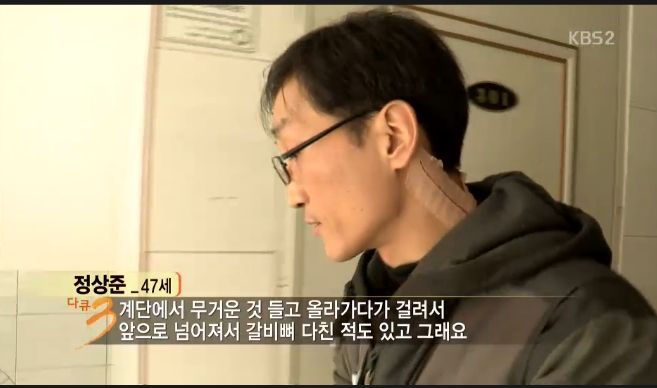 KBS2
301
정상준 _ 47세
다큐 3
계단에서 무거운 것 들고 올라가다가 걸려서
앞으로 넘어져서 갈비뼈 다친 적도 있고 그래요